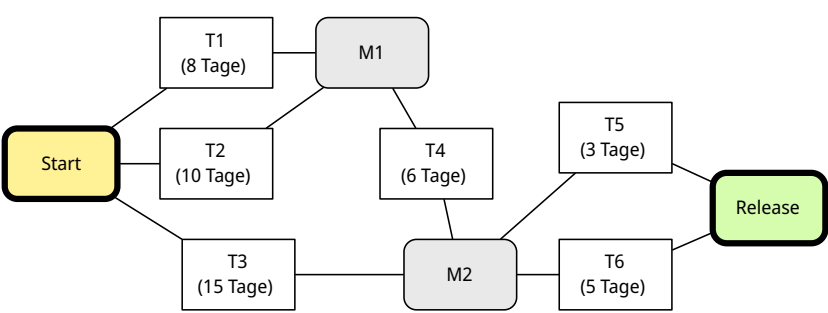 T1
(8 Tage)
M1
T2
(10 Tage)
T4
(6 Tage)
T5
(3 Tage)
Start
Release
T3
(15 Tage)
M2
T6
(5 Tage)